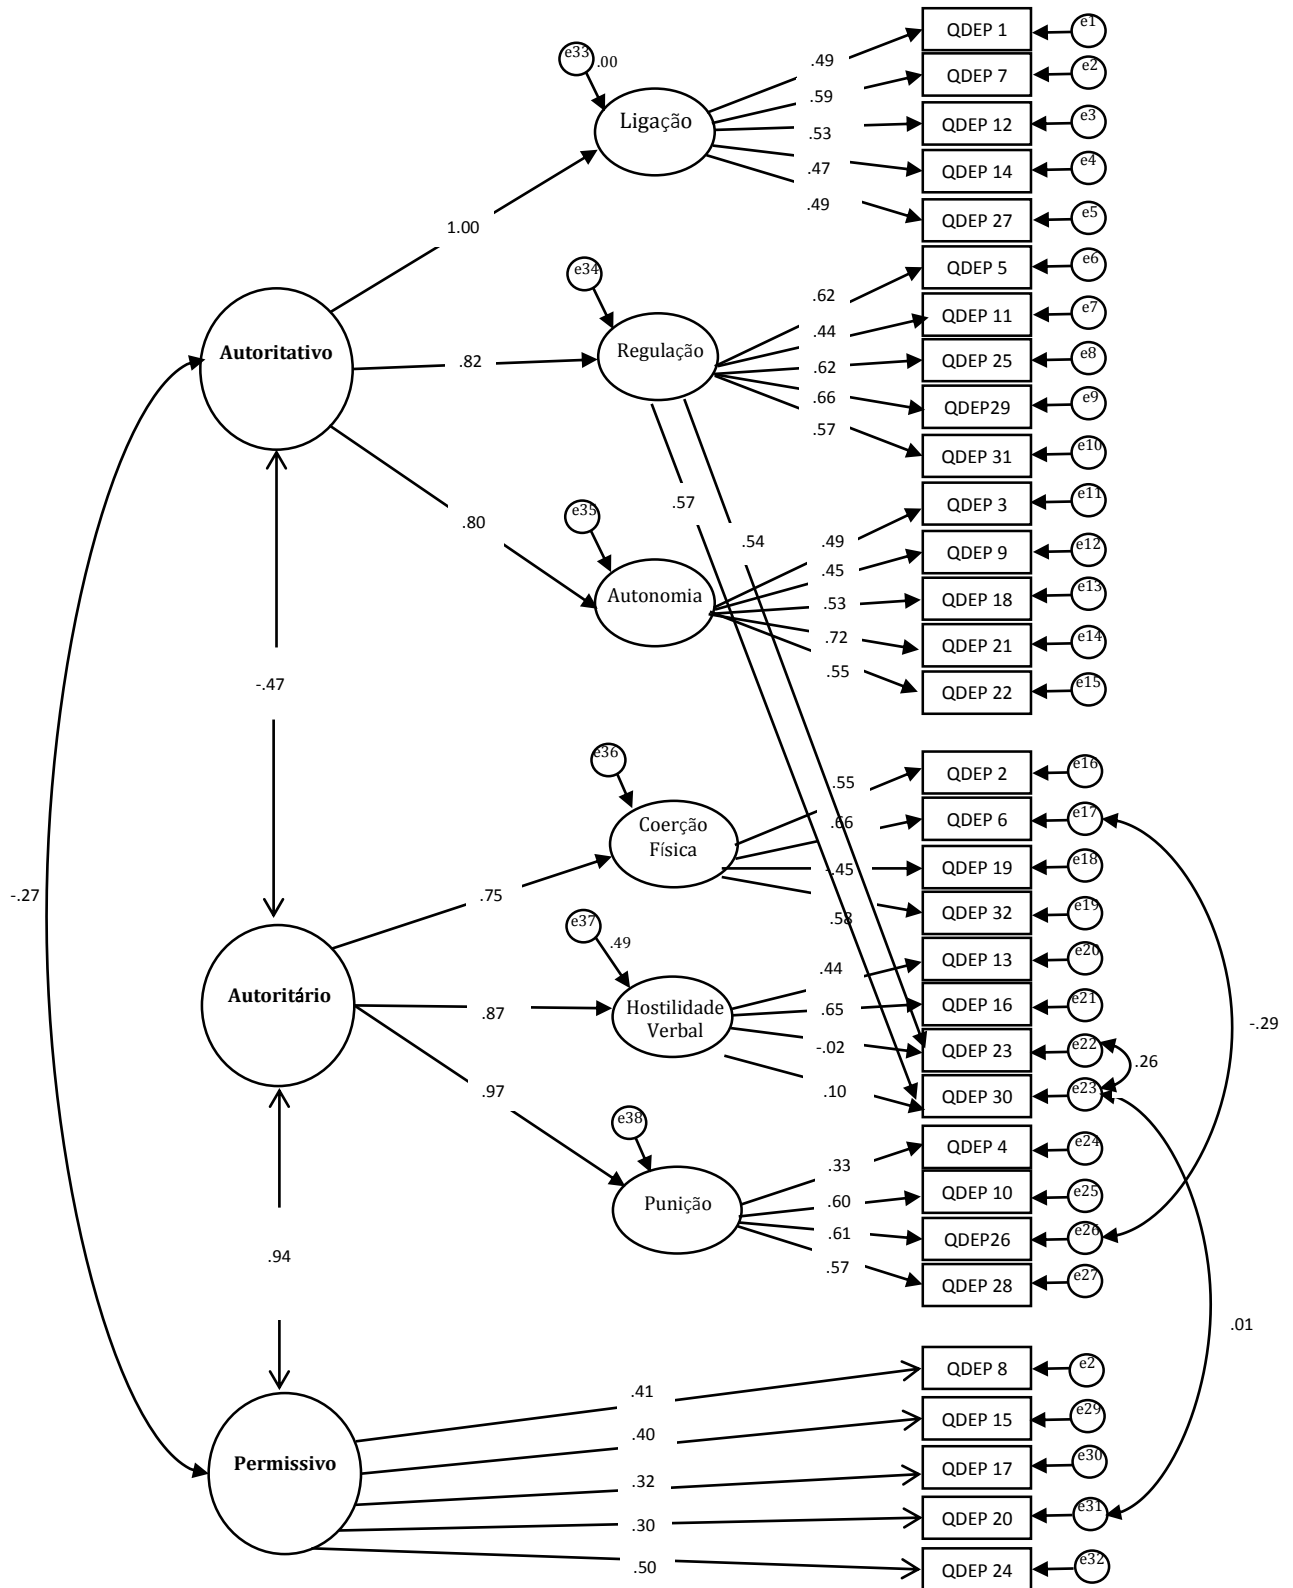 QDEP 1
e1
e33
.00
.49
QDEP 7
e2
.59
Ligação
QDEP 12
e3
.53
QDEP 14
e4
.47
.49
QDEP 27
e5
1.00
QDEP 5
e6
e34
.62
QDEP 11
e7
.44
Autoritativo
Regulação
QDEP 25
e8
.82
.62
.66
QDEP29
e9
.57
QDEP 31
e10
.57
QDEP 3
e11
e35
.80
.54
.49
QDEP 9
e12
.45
Autonomia
QDEP 18
e13
.53
.72
QDEP 21
e14
.55
QDEP 22
e15
-.47
e36
QDEP 2
e16
.55
Coerção
Física
.66
QDEP 6
e17
-.45
QDEP 19
e18
-.27
.75
.58
QDEP 32
e19
e37
.49
QDEP 13
e20
.44
Autoritário
Hostilidade
Verbal
.87
.65
QDEP 16
e21
-.29
-.02
QDEP 23
e22
.26
.97
.10
QDEP 30
e23
e38
QDEP 4
e24
.33
Punição
.60
QDEP 10
e25
.61
QDEP26
e26
.94
.57
QDEP 28
e27
.01
QDEP 8
e2
.41
QDEP 15
e29
.40
Permissivo
QDEP 17
e30
.32
QDEP 20
e31
.30
.50
QDEP 24
e32